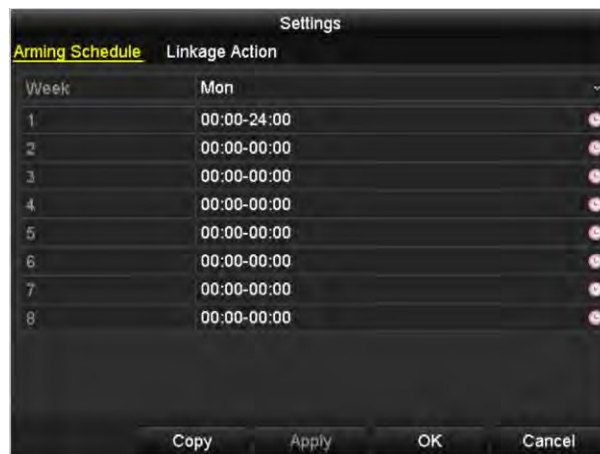 Settings
Arming Schedule Linkage Action
Week Mon
1 00:00-24:00
2 00:00-00:00
3 00:00-00:00
4 00:00-00:00
5 00:00-00:00
6 00:00-00:00
7 00:00-00:00
8 00:00-00:00
Copy Apply OK Cancel